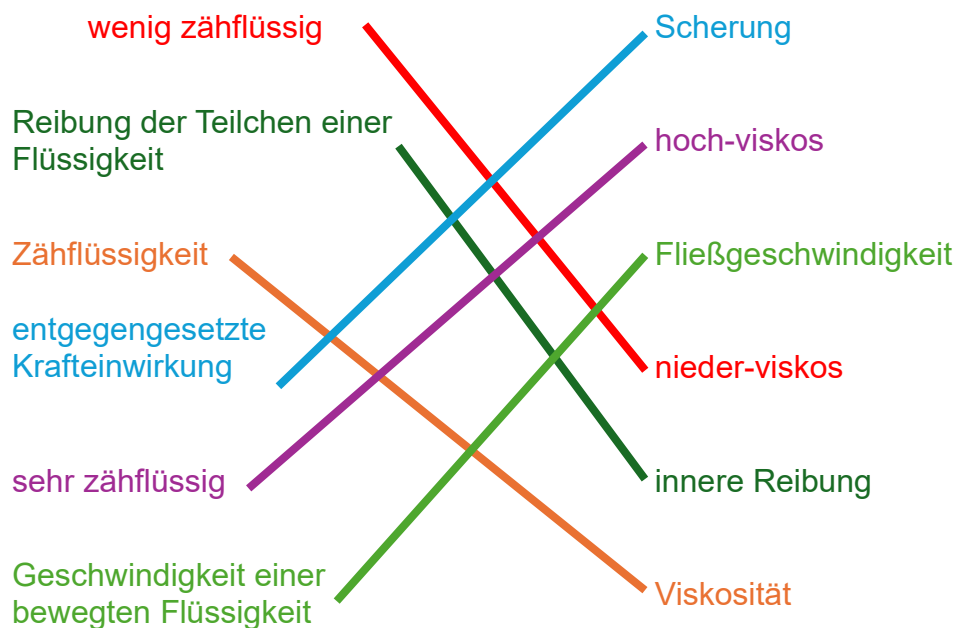 wenig zähflüssig
Reibung der Teilchen einer
Flüssigkeit
Zähflüssigkeit
entgegengesetzte
Krafteinwirkung
sehr zähflüssig
Geschwindigkeit einer
bewegten Flüssigkeit
Scherung
hoch-viskos
Fließgeschwindigkeit
nieder-viskos
innere Reibung
Viskosität